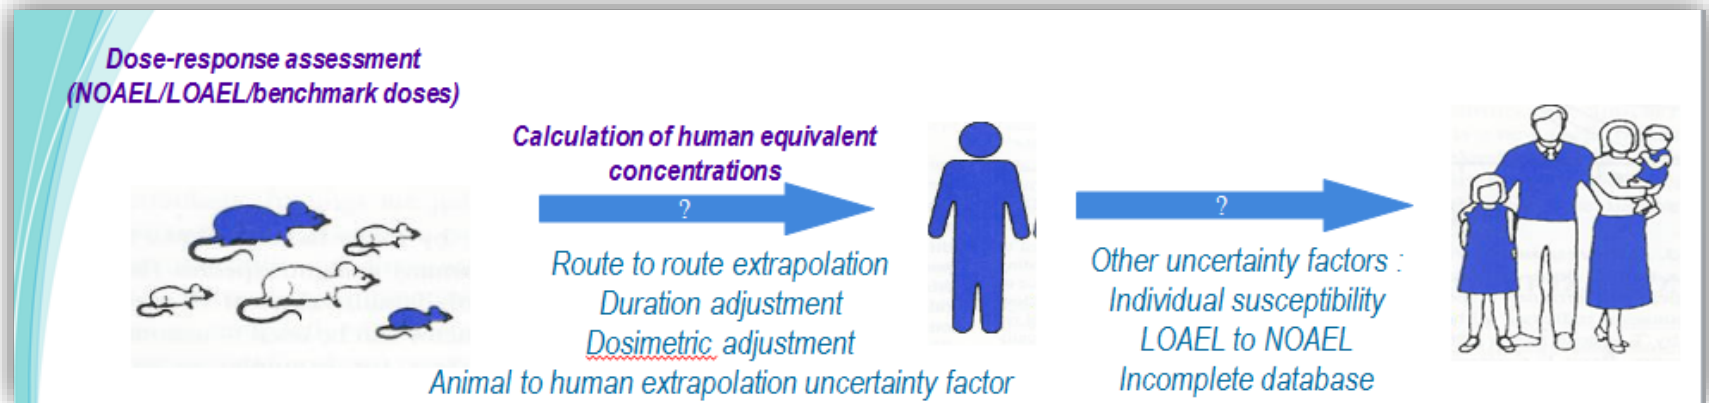 Dose-response assessment
(NOAEL/LOAEL/benchmark doses)
Calculation of human equivalent
concentrations
?
Route to route extrapolation
Duration adjustment
Dosimetric adjustment
Animal to human extrapolation uncertainty factor
?
Other uncertainty factors :
Individual susceptibility
LOAEL to NOAEL
Incomplete database